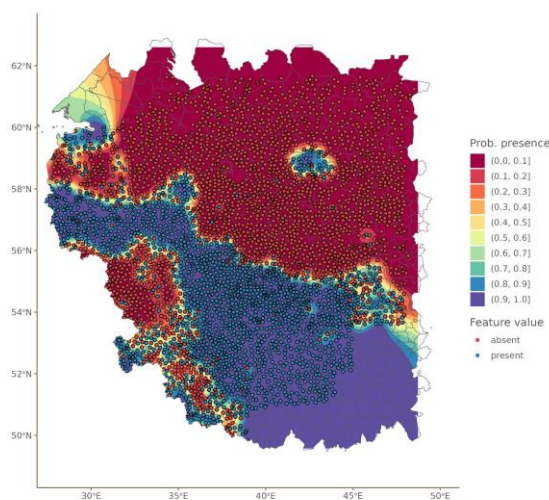 62°N
60°N
58°N
56°N
54°N
52°N
50°N
30°E
35°E
40°E
45°E
50°E
Prob. presence
(0.0, 0.1]
(0.1, 0.2]
(0.2, 0.3]
(0.3, 0.4]
(0.4, 0.5]
(0.5, 0.6]
(0.6, 0.7]
(0.7, 0.8]
(0.8, 0.9]
(0.9, 1.0]
Feature value
absent
present